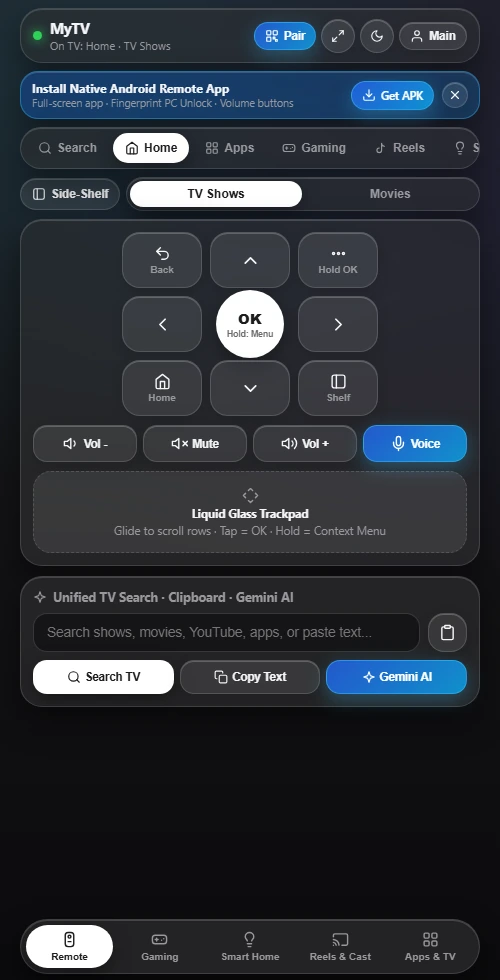 MyTV
On TV: Home · TV Shows
Pair
Main
Install Native Android Remote App
Full-screen app · Fingerprint PC Unlock · Volume buttons
Get APK
Search
Home
Apps
Gaming
Reels
S
Side-Shelf
TV Shows
Movies
Back
Hold OK
OK
Hold: Menu
Home
Shelf
Vol -
Mute
Vol +
Voice
Liquid Glass Trackpad
Glide to scroll rows · Tap = OK · Hold = Context Menu
Unified TV Search · Clipboard · Gemini AI
Search shows, movies, YouTube, apps, or paste text...
Search TV
Copy Text
Gemini AI
Remote
Gaming
Smart Home
Reels & Cast
Apps & TV